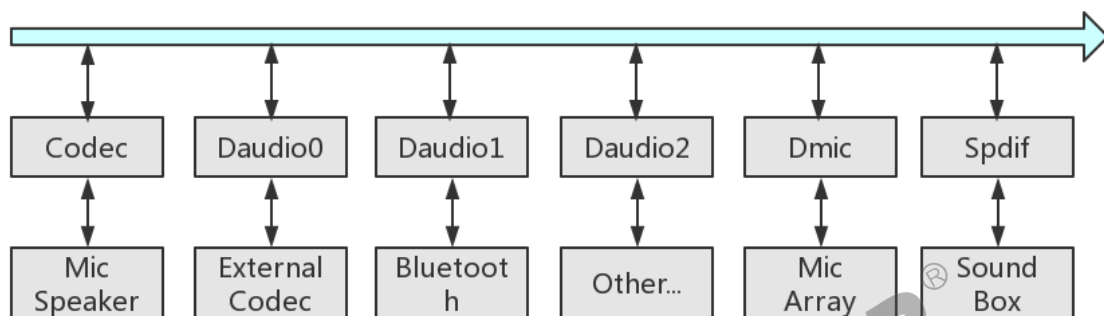 Codec
Daudio0
Daudio1
Daudio2
Dmic
Spdif
Mic
Speaker
External
Codec
Bluetoot
h
Other...
Mic
Array
®
Sound
Box